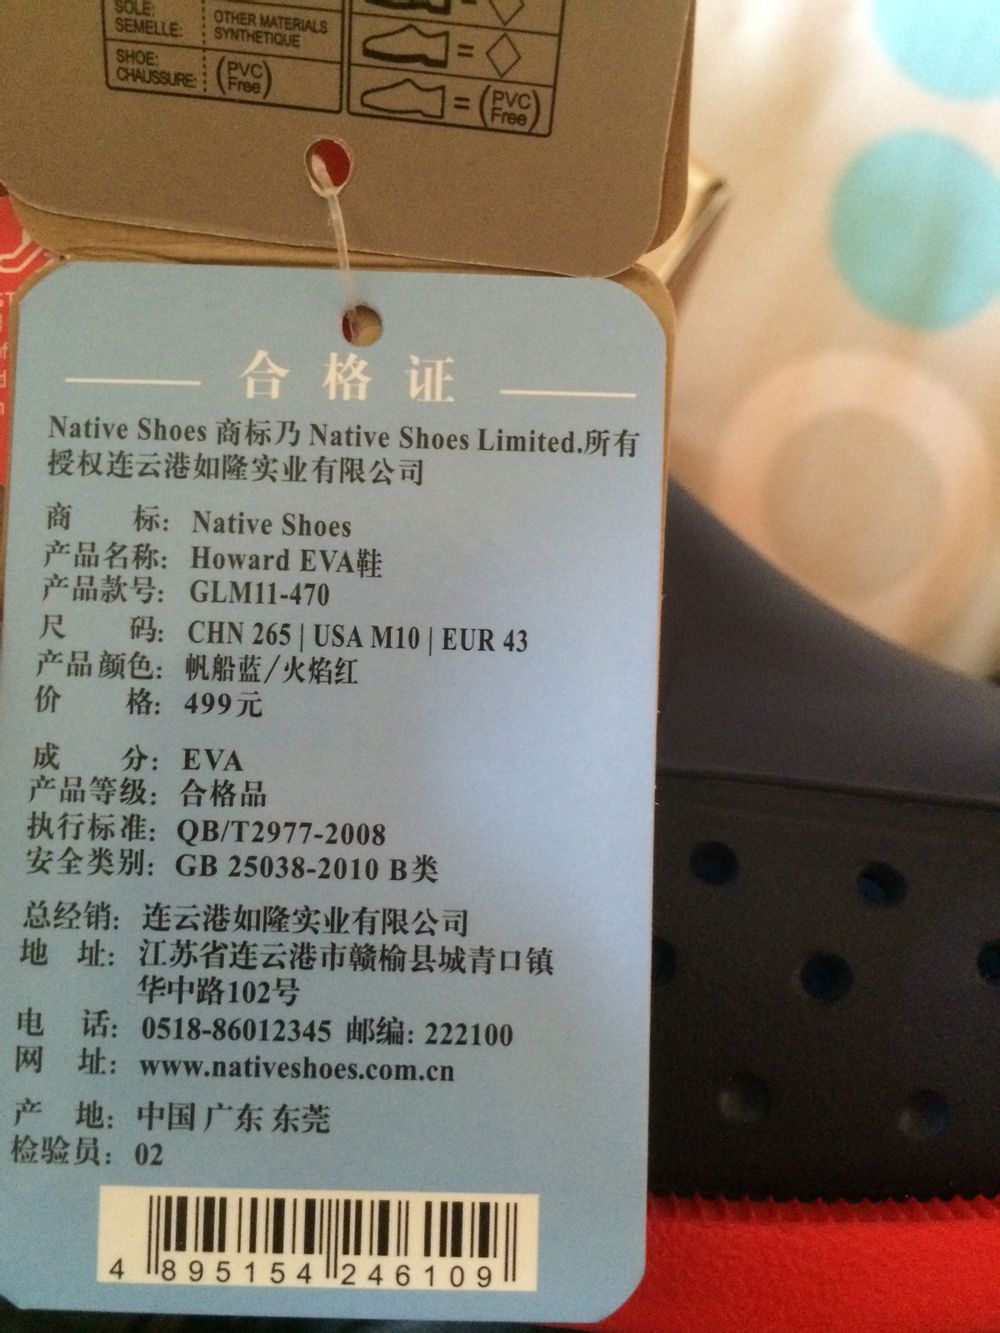 SOLE:
SEMELLE:
OTHER MATERIALS
SYNTHETIQUE
SHOE:
CHAUSSURE:
(PVC Free)
=
=
= (PVC Free)
合格证
Native Shoes 商标乃 Native Shoes Limited.所有
授权连云港如隆实业有限公司
商 标: Native Shoes
产品名称: Howard EVA鞋
产品款号: GLM11-470
尺 码: CHN 265 | USA M10 | EUR 43
产品颜色: 帆船蓝/火焰红
价 格: 499元
成 分: EVA
产品等级: 合格品
执行标准: QB/T2977-2008
安全类别: GB 25038-2010 B类
总经销: 连云港如隆实业有限公司
地 址: 江苏省连云港市赣榆县城青口镇
华中路102号
电 话: 0518-86012345 邮编: 222100
网 址: www.nativeshoes.com.cn
产 地: 中国 广东 东莞
检验员: 02
4 895154 246109